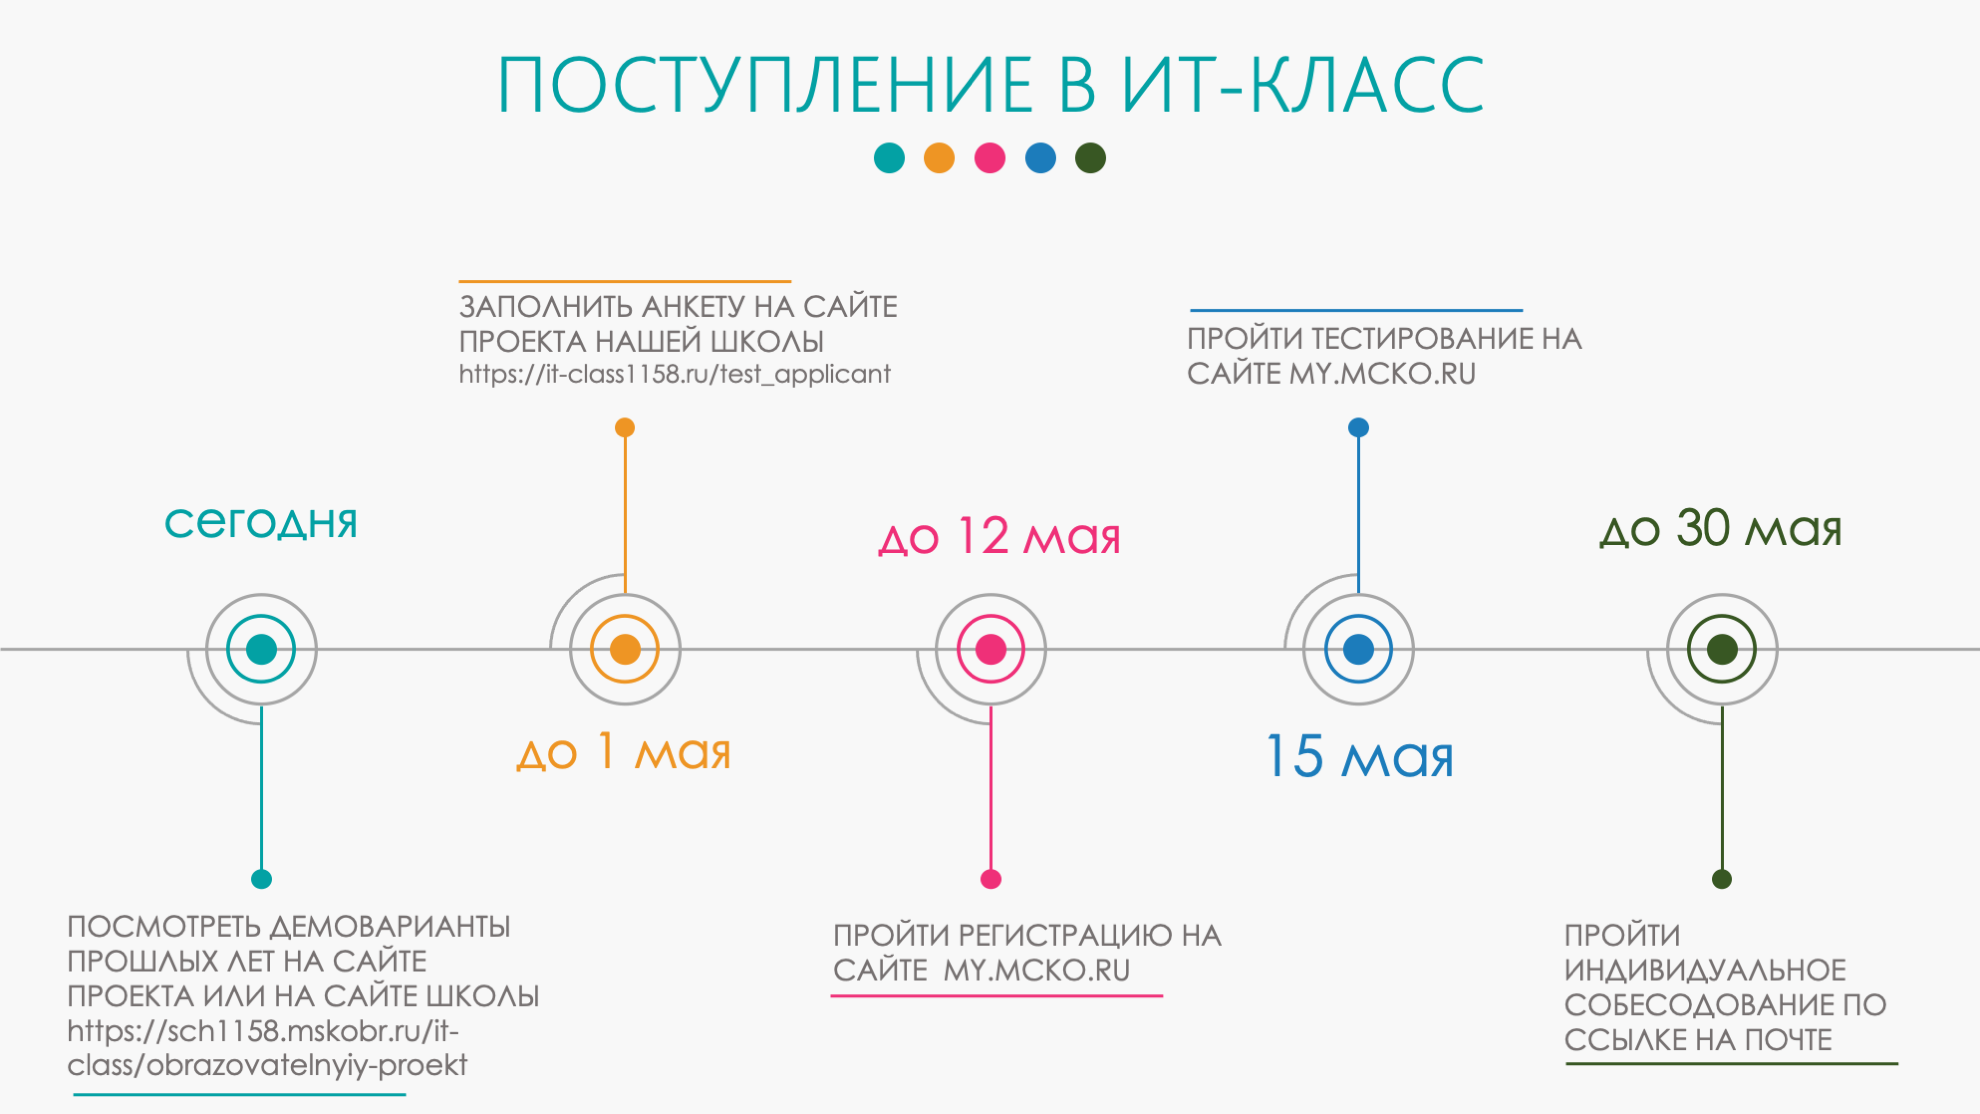 ПОСТУПЛЕНИЕ В ИТ-КЛАСС
ЗАПОЛНИТЬ АНКЕТУ НА САЙТЕ
ПРОЕКТА НАШЕЙ ШКОЛЫ
https://it-class1158.ru/test_applicant
ПРОЙТИ ТЕСТИРОВАНИЕ НА
САЙТЕ MY.MCKO.RU
сегодня
до 12 мая
до 30 мая
до 1 мая
15 мая
ПОСМОТРЕТЬ ДЕМОВАРИАНТЫ
ПРОШЛЫХ ЛЕТ НА САЙТЕ
ПРОЕКТА ИЛИ НА САЙТЕ ШКОЛЫ
https://sch1158.mskobr.ru/it-
class/obrazovatelnyiy-proekt
ПРОЙТИ РЕГИСТРАЦИЮ НА
САЙТЕ  MY.MCKO.RU
ПРОЙТИ
ИНДИВИДУАЛЬНОЕ
СОБЕСОДОВАНИЕ ПО
ССЫЛКЕ НА ПОЧТЕ